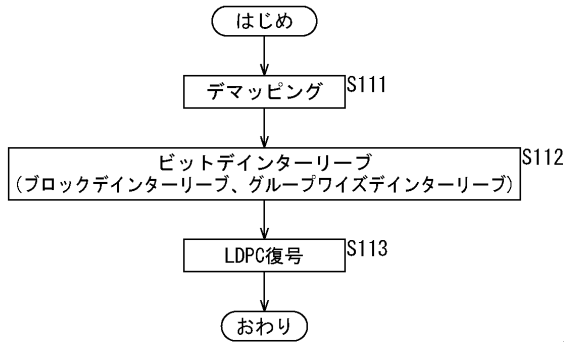 はじめ
デマッピング S111
ビットデインターリーブ S112
(ブロックデインターリーブ、グループワイズデインターリーブ)
LDPC復号 S113
おわり